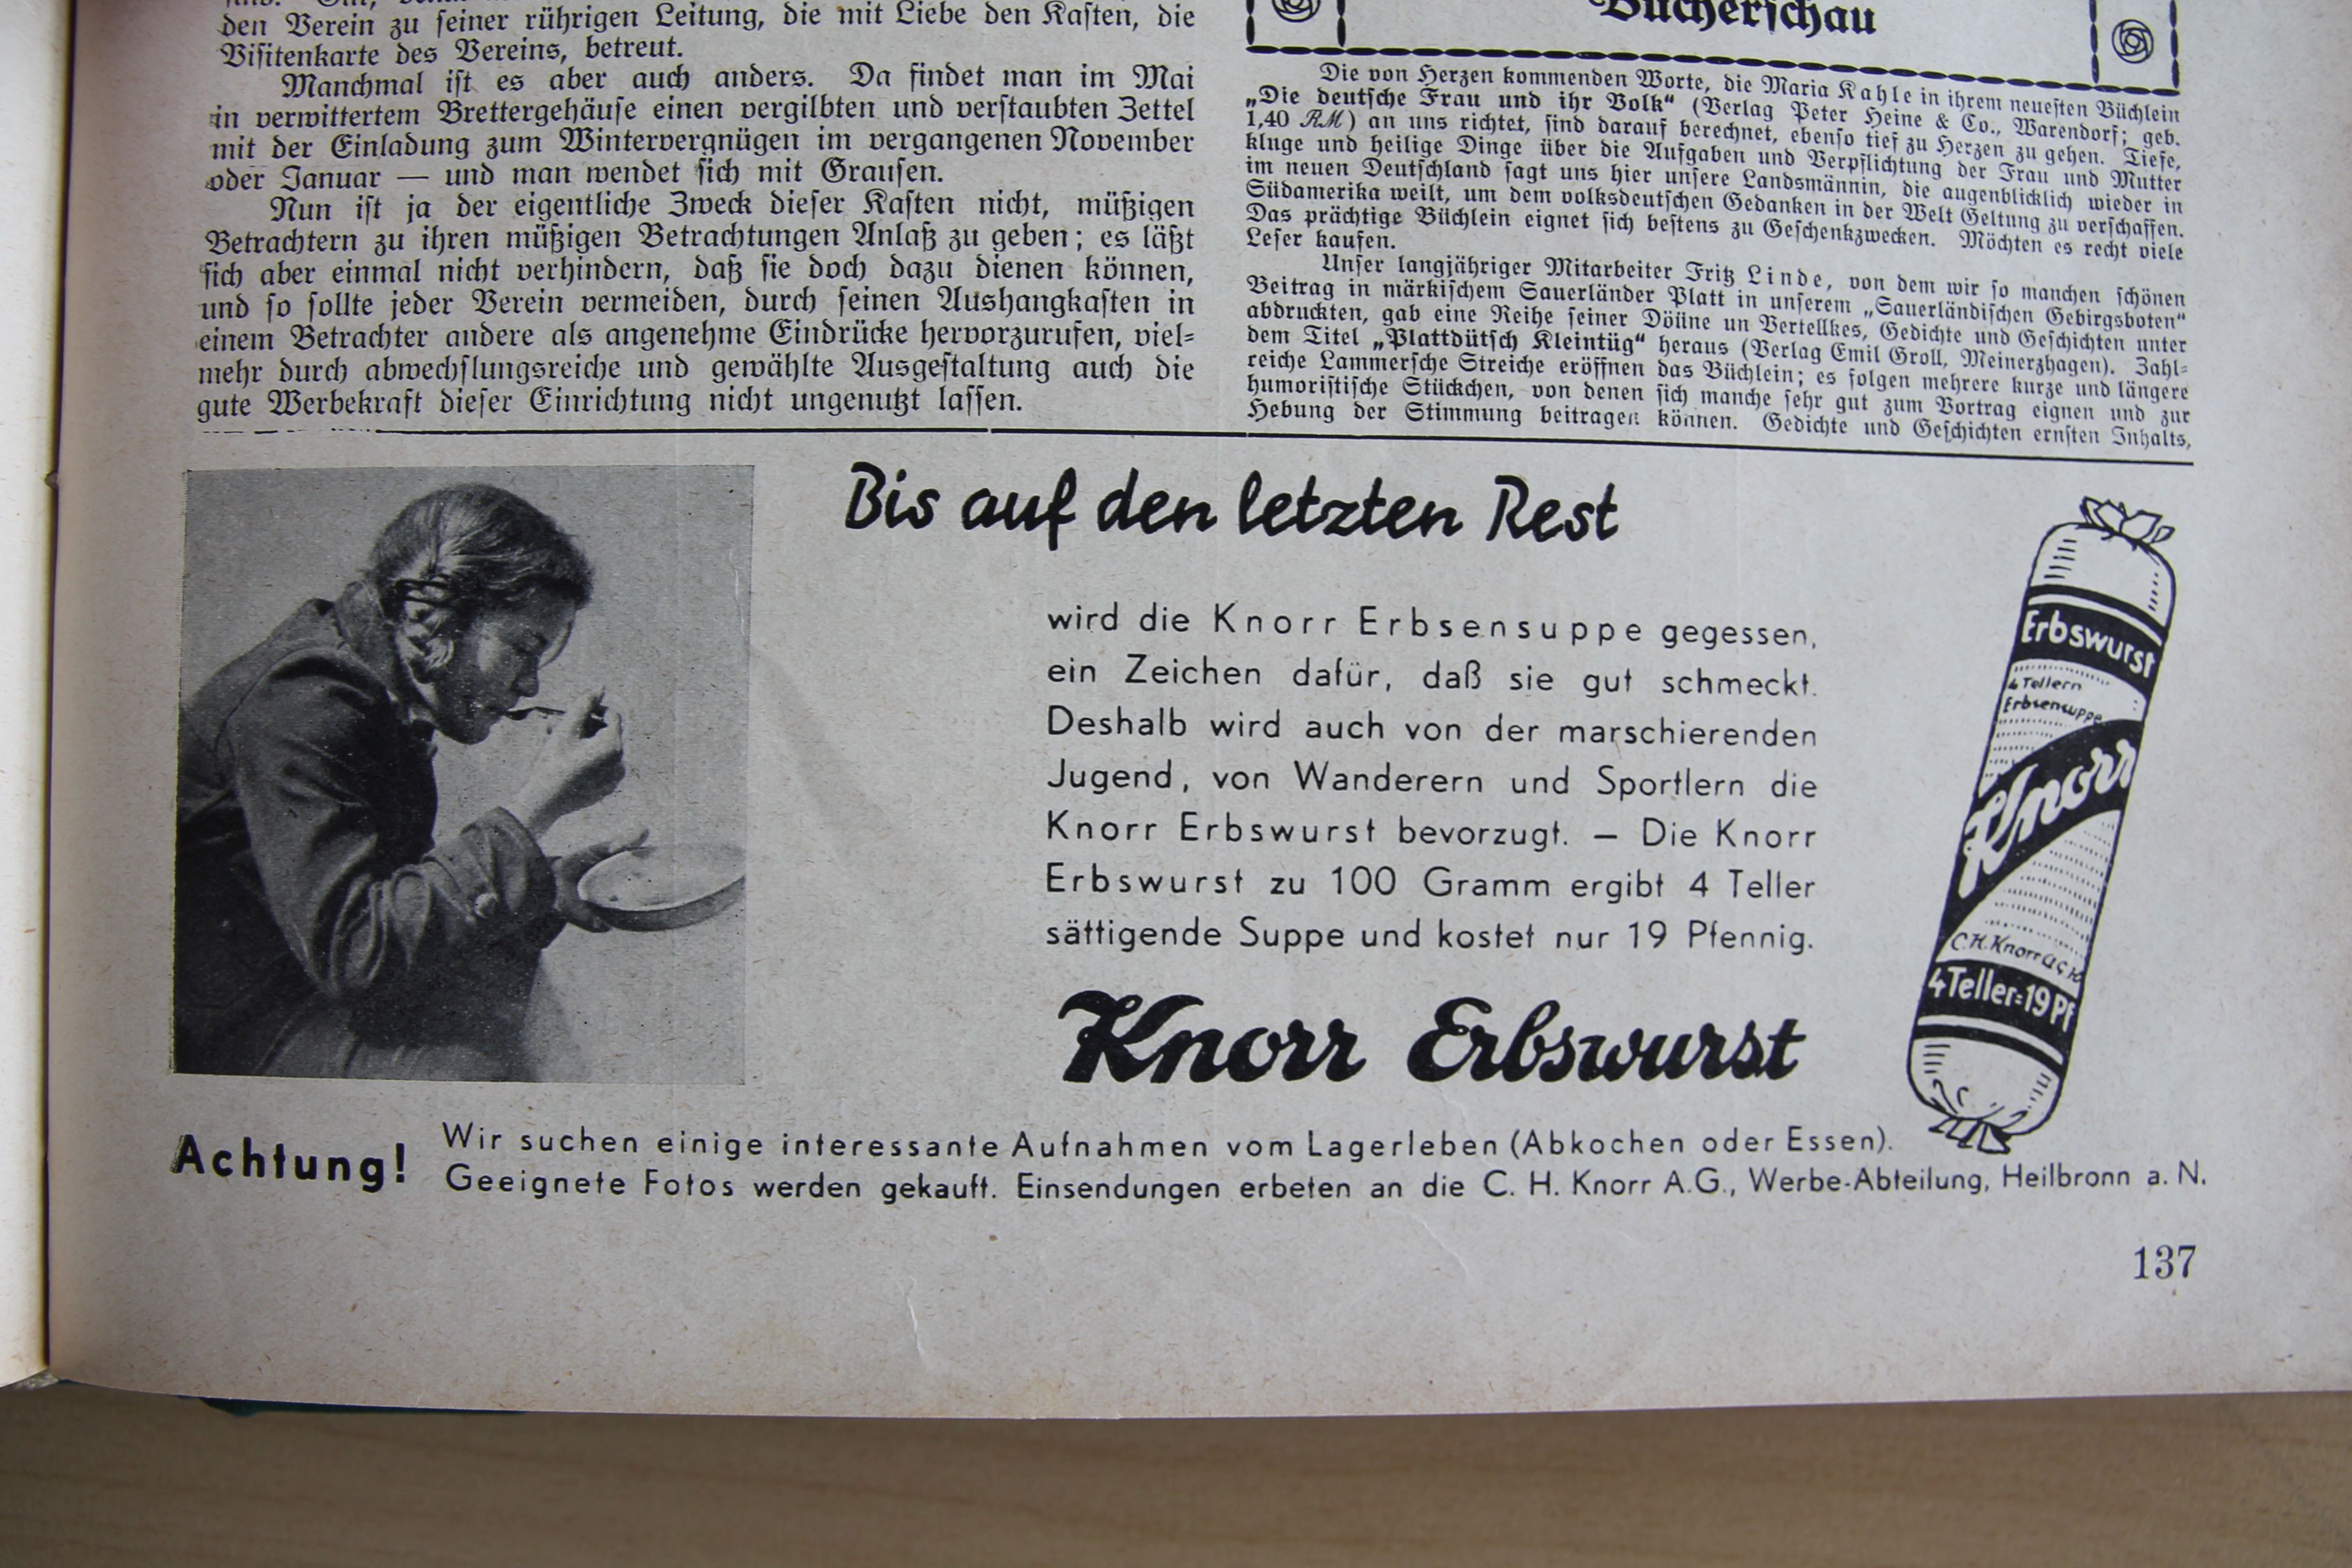 den Verein zu seiner rührigen Leitung, die mit Liebe den Kasten, die
Visitenkarte des Vereins, betreut.
Manchmal ist es aber auch anders. Da findet man im Mai
in verwittertem Brettergehäuse einen vergilbten und verstaubten Zettel
mit der Einladung zum Wintervergnügen im vergangenen November
oder Januar — und man wendet sich mit Grausen.
Nun ist ja der eigentliche Zweck dieser Kasten nicht, müßigen
Betrachtern zu ihren müßigen Betrachtungen Anlaß zu geben; es läßt
sich aber einmal nicht verhindern, daß sie doch dazu dienen können,
und so sollte jeder Verein vermeiden, durch seinen Aushangkasten in
einem Betrachter andere als angenehme Eindrücke hervorzurufen, viel-
mehr durch abwechslungsreiche und gewählte Ausgestaltung auch die
gute Werbekraft dieser Einrichtung nicht ungenutzt lassen.
Bücherschau
Die von Herzen kommenden Worte, die Maria Kahle in ihrem neuesten Büchlein
„Die deutsche Frau und ihr Volk“ (Verlag Peter Heine & Co., Warendorf; geb.
1,40 RM) an uns richtet, sind darauf berechnet, ebenso tief zu Herzen zu gehen. Tiefe,
kluge und heilige Dinge über die Aufgaben und Verpflichtung der Frau und Mutter
im neuen Deutschland sagt uns hier unsere Landsmännin, die augenblicklich wieder in
Südamerika weilt, um dem volksdeutschen Gedanken in der Welt Geltung zu verschaffen.
Das prächtige Büchlein eignet sich bestens zu Geschenkzwecken. Möchten es recht viele
Leser kaufen.
Unser langjähriger Mitarbeiter Fritz Linde, von dem wir so manchen schönen
Beitrag in märkischem Sauerländer Platt in unserem „Sauerländischen Gebirgsboten“
abdruckten, gab eine Reihe seiner Döüne un Vertellkes, Gedichte und Geschichten unter
dem Titel „Plattdütsch Kleintüg“ heraus (Verlag Emil Groll, Meinerzhagen). Zahl-
reiche Lammersche Streiche eröffnen das Büchlein; es folgen mehrere kurze und längere
humoristische Stückchen, von denen sich manche sehr gut zum Vortrag eignen und zur
Hebung der Stimmung beitragen können. Gedichte und Geschichten ernsten Inhalts,
Bis auf den letzten Rest
wird die Knorr Erbsensuppe gegessen,
ein Zeichen dafür, daß sie gut schmeckt.
Deshalb wird auch von der marschierenden
Jugend, von Wanderern und Sportlern die
Knorr Erbswurst bevorzugt. — Die Knorr
Erbswurst zu 100 Gramm ergibt 4 Teller
sättigende Suppe und kostet nur 19 Pfennig.
Knorr Erbswurst
Erbswurst
4 Tellern
Erbsensuppe
Knorr
C.H. Knorr A.G.
4 Teller=19 Pf
Achtung!
Wir suchen einige interessante Aufnahmen vom Lagerleben (Abkochen oder Essen).
Geeignete Fotos werden gekauft. Einsendungen erbeten an die C. H. Knorr A.G., Werbe-Abteilung, Heilbronn a. N.
137